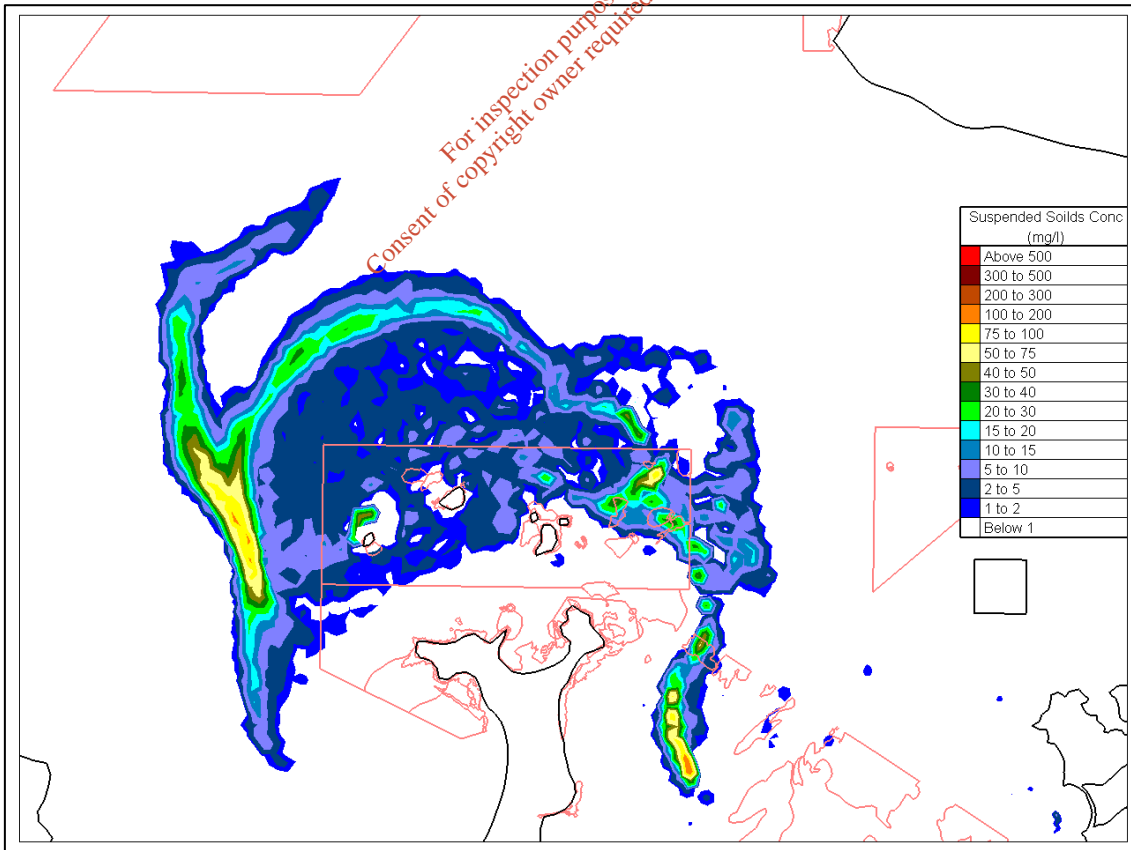 For inspection purpos
Consent of copyright owner required
Suspended Soilds Conc
(mg/l)
Above 500
300 to 500
200 to 300
100 to 200
75 to 100
50 to 75
40 to 50
30 to 40
20 to 30
15 to 20
10 to 15
5 to 10
2 to 5
1 to 2
Below 1